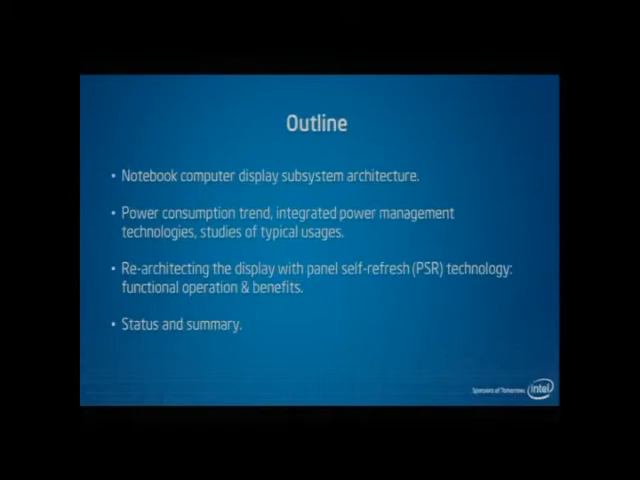 Outline
• Notebook computer display subsystem architecture.
• Power consumption trend, integrated power management
technologies, studies of typical usages.
• Re-architecting the display with panel self-refresh (PSR) technology:
functional operation & benefits.
• Status and summary.
Sponsors of Tomorrow. intel